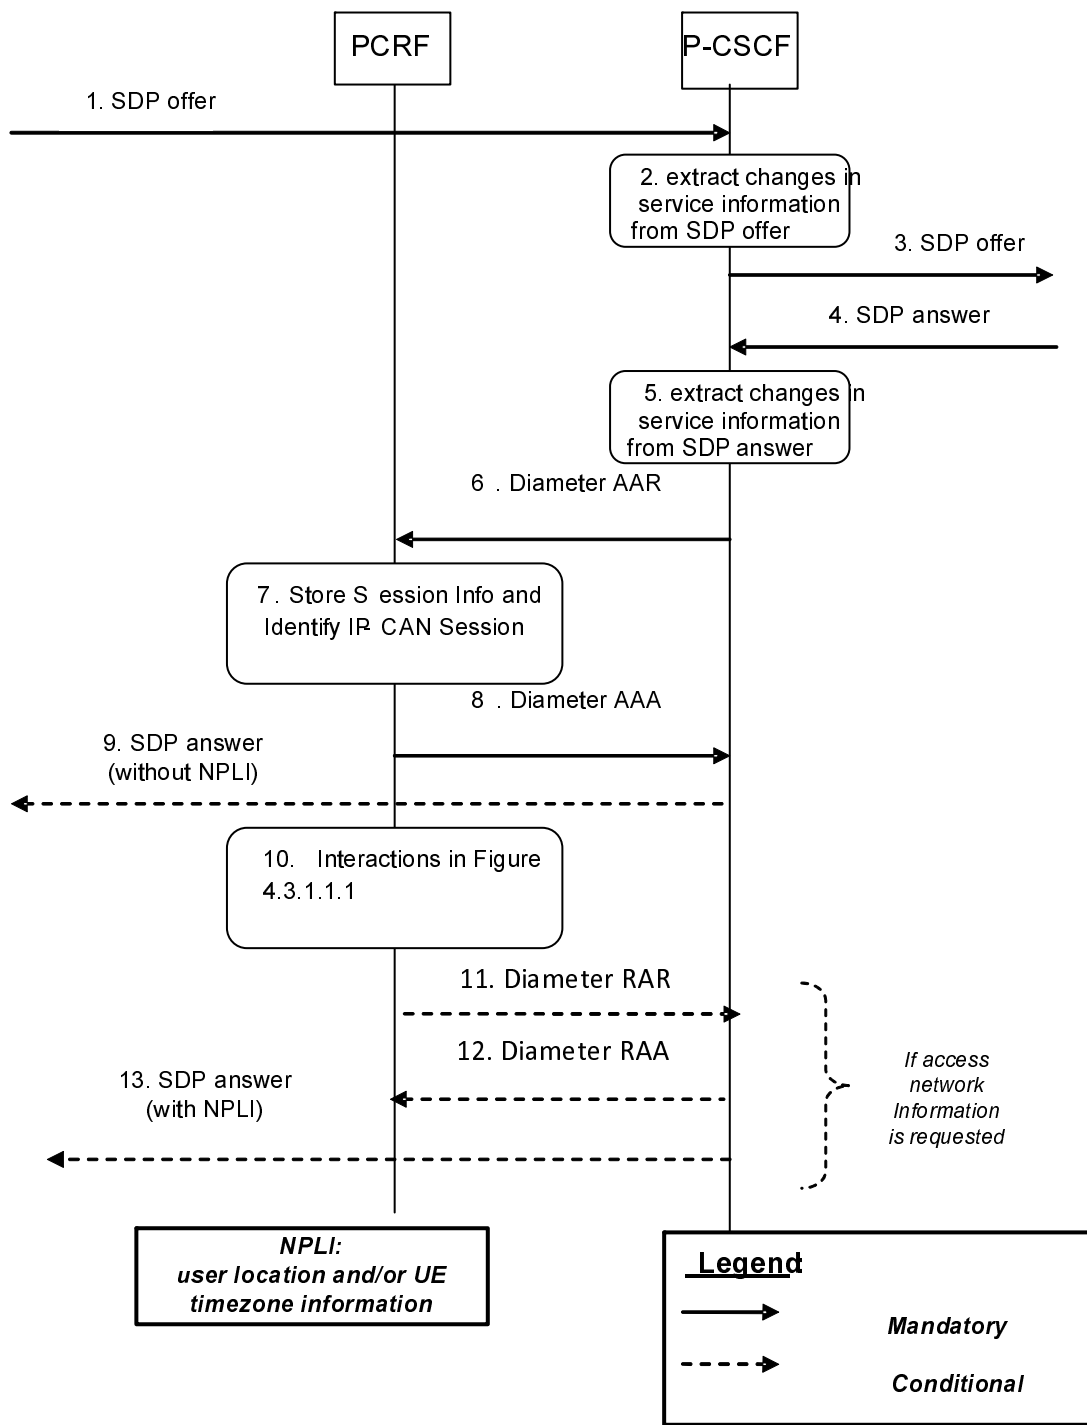 PCRF
P-CSCF
1. SDP offer
2. extract changes in
service information
from SDP offer
3. SDP offer
4. SDP answer
5. extract changes in
service information
from SDP answer
6 . Diameter AAR
7 . Store S ession Info and
Identify IP- CAN Session
8 . Diameter AAA
9. SDP answer
(without NPLI)
10. Interactions in Figure
4.3.1.1.1
11. Diameter RAR
12. Diameter RAA
13. SDP answer
(with NPLI)
If access
network
Information
is requested
NPLI:
user location and/or UE
timezone information
Legend
Mandatory
Conditional